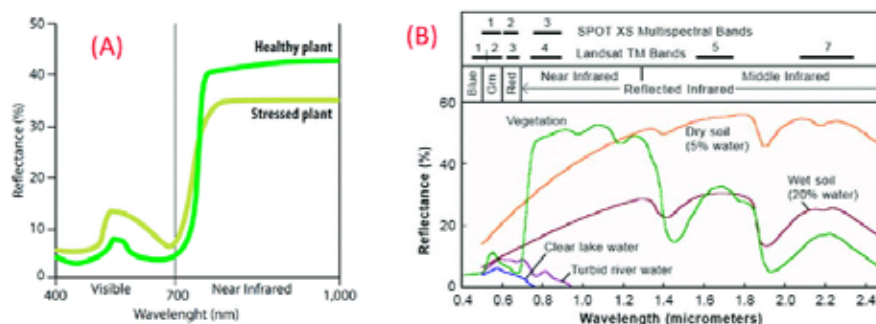 (A)
50
40
30
20
10
0
Reflectance (%)
Healthy plant
Stressed plant
400
700
1,000
Visible
Near Infrared
Wavelenght (nm)
(B)
1 2 3
SPOT XS Multispectral Bands
Landsat TM Bands
1 2 3 4 5 7
Blue
Grn
Red
Near Infrared
Middle Infrared
Reflected Infrared
60
40
20
0
Reflectance (%)
Vegetation
Dry soil
(5% water)
Wet soil
(20% water)
Clear lake water
Turbid river water
0.4 0.6 0.8 1.0 1.2 1.4 1.6 1.8 2.0 2.2 2.4
Wavelength (micrometers)